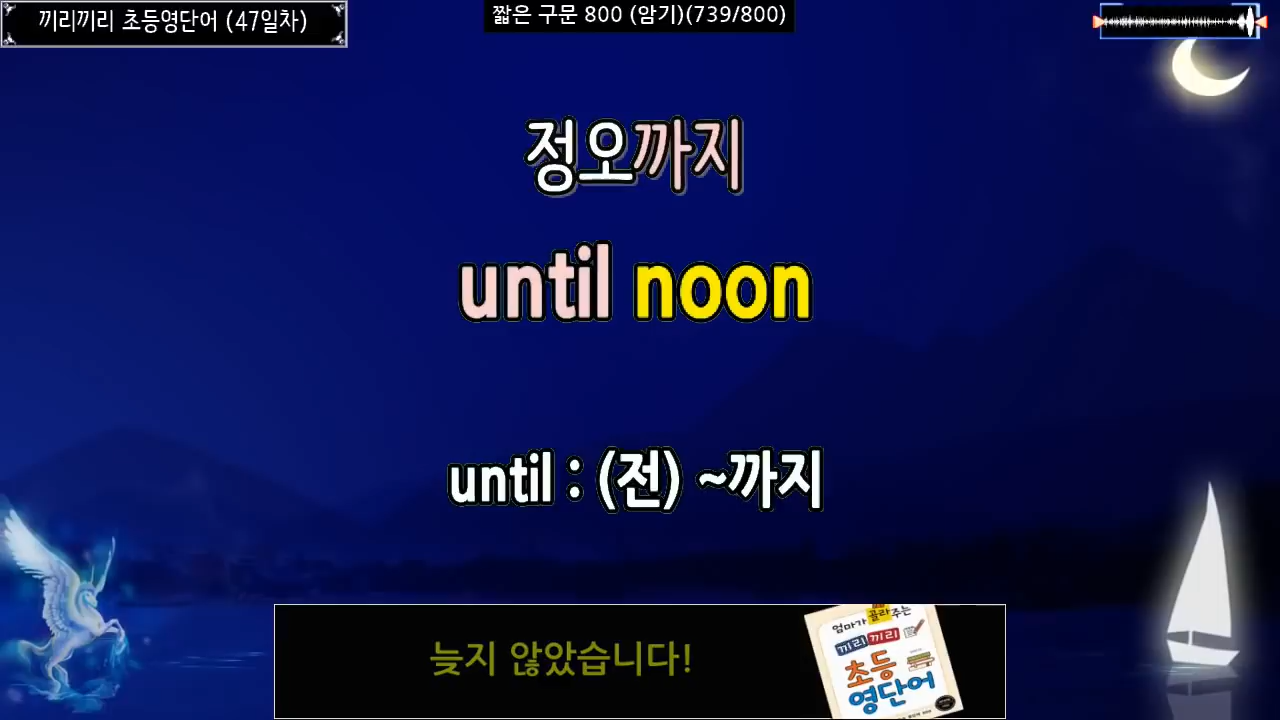 끼리끼리 초등영단어 (47일차)
짧은 구문 800 (암기)(739/800)
정오까지
until noon
until : (전) ~까지
늦지 않았습니다!
엄마가 골라주는
끼리끼리
초등
영단어